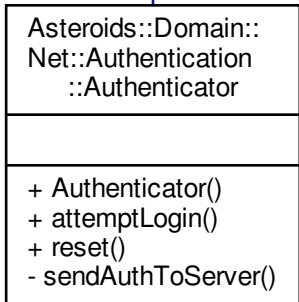 Asteroids::Domain::
Net::Authentication
::Authenticator
+ Authenticator()
+ attemptLogin()
+ reset()
- sendAuthToServer()